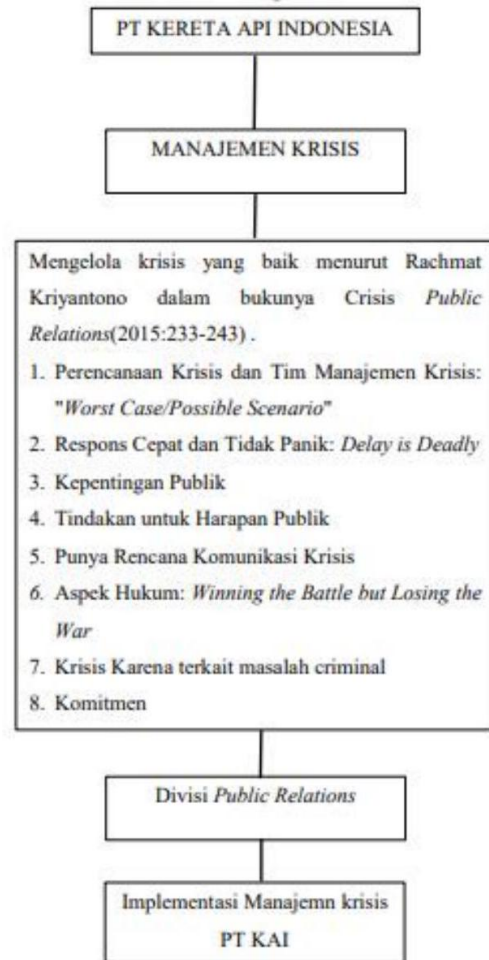 PT KERETA API INDONESIA
MANAJEMEN KRISIS
Mengelola krisis yang baik menurut Rachmat
Kriyantono dalam bukunya Crisis Public
Relations(2015:233-243) .
1. Perencanaan Krisis dan Tim Manajemen Krisis:
"Worst Case/Possible Scenario"
2. Respons Cepat dan Tidak Panik: Delay is Deadly
3. Kepentingan Publik
4. Tindakan untuk Harapan Publik
5. Punya Rencana Komunikasi Krisis
6. Aspek Hukum: Winning the Battle but Losing the
War
7. Krisis Karena terkait masalah criminal
8. Komitmen
Divisi Public Relations
Implementasi Manajemn krisis
PT KAI